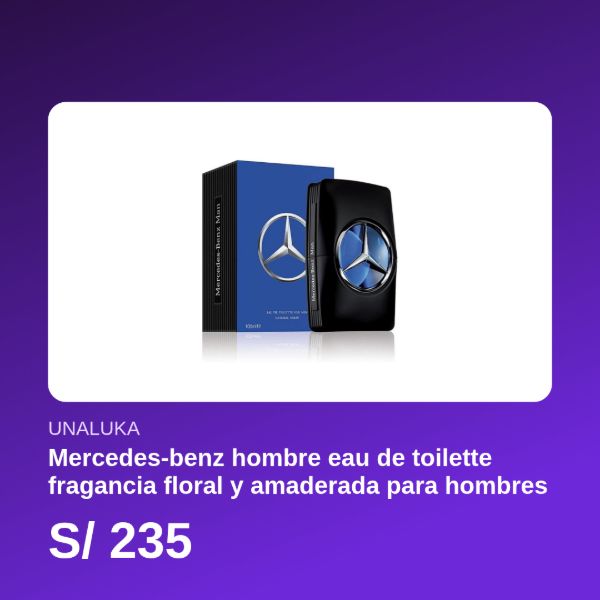 Mercedes-Benz Man
Mercedes-Benz Man
UNALUKA
Mercedes-benz hombre eau de toilette
fragancia floral y amaderada para hombres
S/ 235